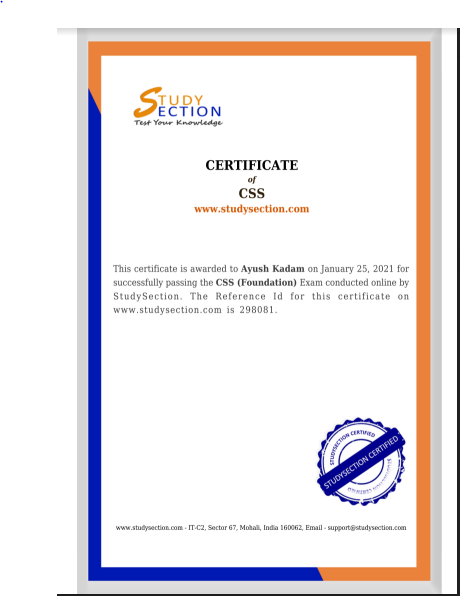 STUDY
SECTION
Test Your Knowledge
CERTIFICATE
of
CSS
www.studysection.com
This certificate is awarded to Ayush Kadam on January 25, 2021 for
successfully passing the CSS (Foundation) Exam conducted online by
StudySection. The Reference Id for this certificate on
www.studysection.com is 298081.
STUDYSECTION CERTIFIED
STUDYSECTION CERTIFIED
www.studysection.com - IT-C2, Sector 67, Mohali, India 160062, Email - support@studysection.com